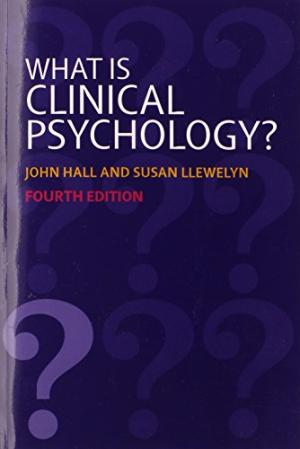 WHAT IS
CLINICAL
PSYCHOLOGY?
JOHN HALL AND SUSAN LLEWELYN
FOURTH EDITION
?